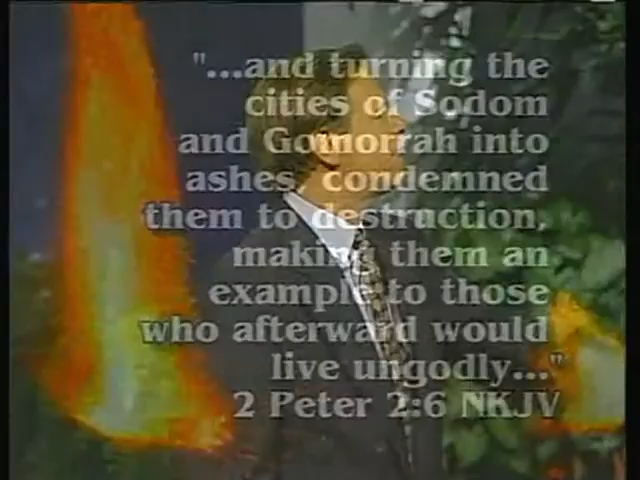 "...and turning the
cities of Sodom
and Gomorrah into
ashes, condemned
them to destruction,
making them an
example to those
who afterward would
live ungodly..."
2 Peter 2:6 NKJV